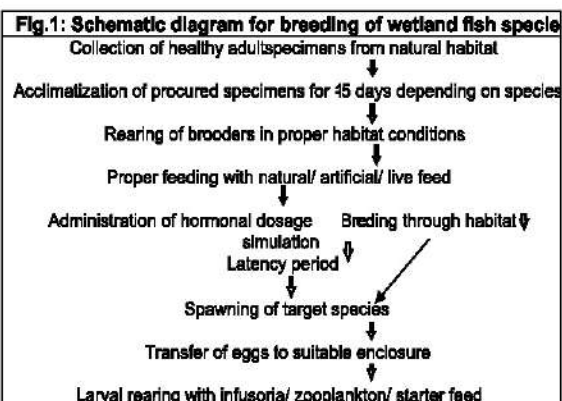 Fig.1: Schematic diagram for breeding of wetland fish specie
Collection of healthy adultspecimens from natural habitat
Acclimatization of procured specimens for 45 days depending on species
Rearing of brooders in proper habitat conditions
Proper feeding with natural/ artificial/ live feed
Administration of hormonal dosage Breding through habitat
simulation
Latency period
Spawning of target species
Transfer of eggs to suitable enclosure
Larval rearing with infusoria/ zooplankton/ starter feed